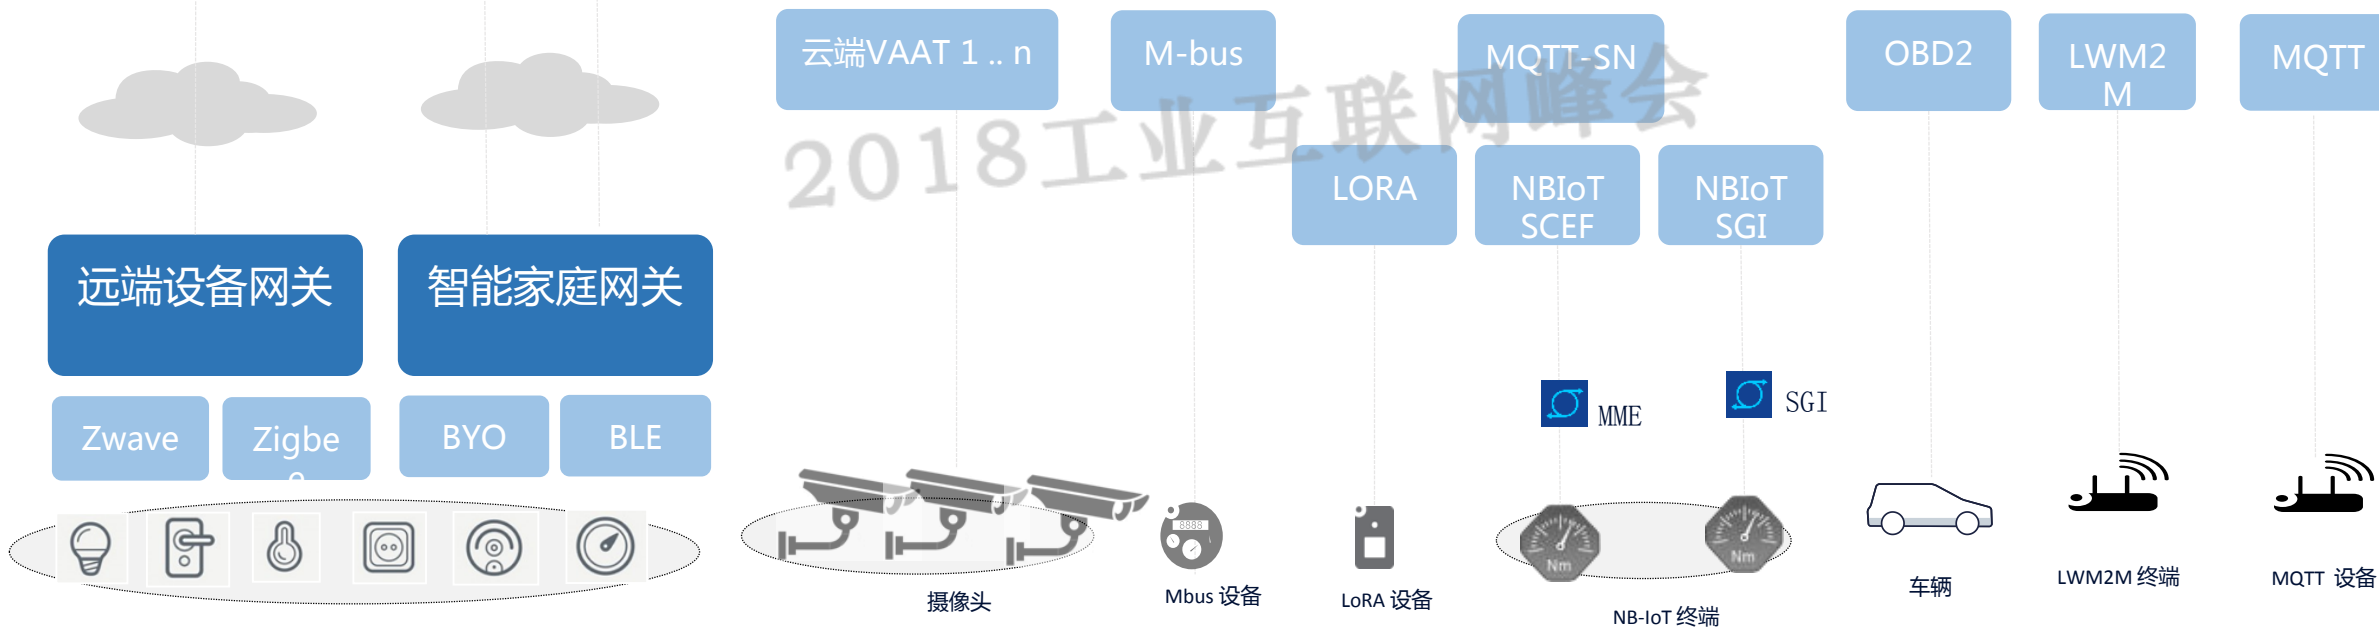 云端VAAT 1 .. n
M-bus
MQTT-SN
OBD2
LWM2
M
MQTT
2018工业互联网峰会
LORA
NBIoT
SCEF
NBIoT
SGI
远端设备网关
智能家庭网关
MME
SGI
Zwave
Zigbe
e
BYO
BLE
8888
Nm
Nm
摄像头
Mbus 设备
LoRA 设备
NB-IoT 终端
车辆
LWM2M 终端
MQTT 设备